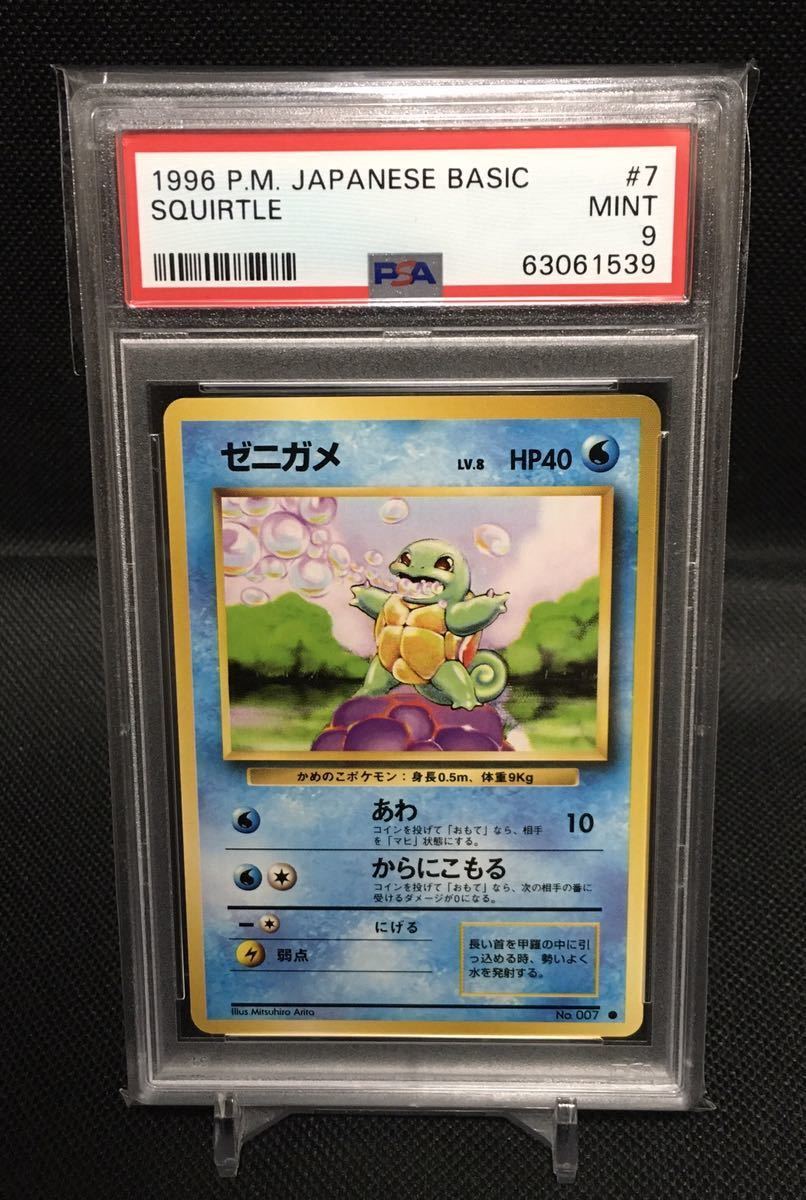 1996 P.M. JAPANESE BASIC #7
SQUIRTLE MINT
9
PSA 63061539
ゼニガメ LV.8 HP40
かめのこポケモン：身長0.5m、体重9Kg
あわ 10
コインを投げて「おもて」なら、相手
を「マヒ」状態にする。
からにこもる
コインを投げて「おもて」なら、次の相手の番に
受けるダメージが0になる。
にげる
弱点
長い首を甲羅の中に引
っ込める時、勢いよく
水を発射する。
Illus.Mitsuhiro Arita No. 007